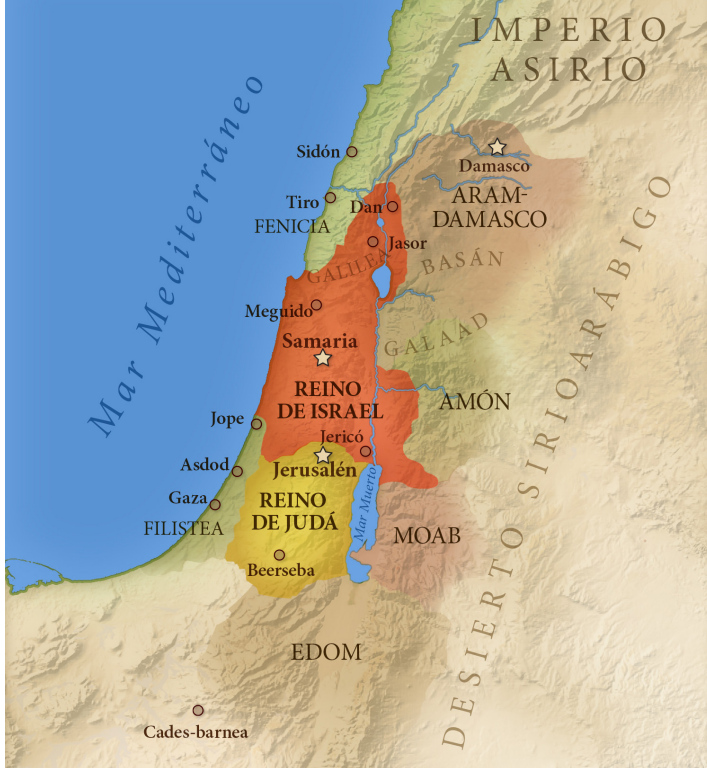 IMPERIO
ASIRIO
Mar Mediterráneo
Sidón
Damasco
Tiro
Dan
ARAM-
DAMASCO
FENICIA
Jasor
GALILEA
BASÁN
Meguido
Samaria
GALAAD
REINO
DE ISRAEL
AMÓN
Jope
Jericó
Asdod
Jerusalén
Gaza
REINO
DE JUDÁ
Mar Muerto
FILISTEA
MOAB
Beerseba
DESIERTO SIRIOARÁBIGO
EDOM
Cades-barnea